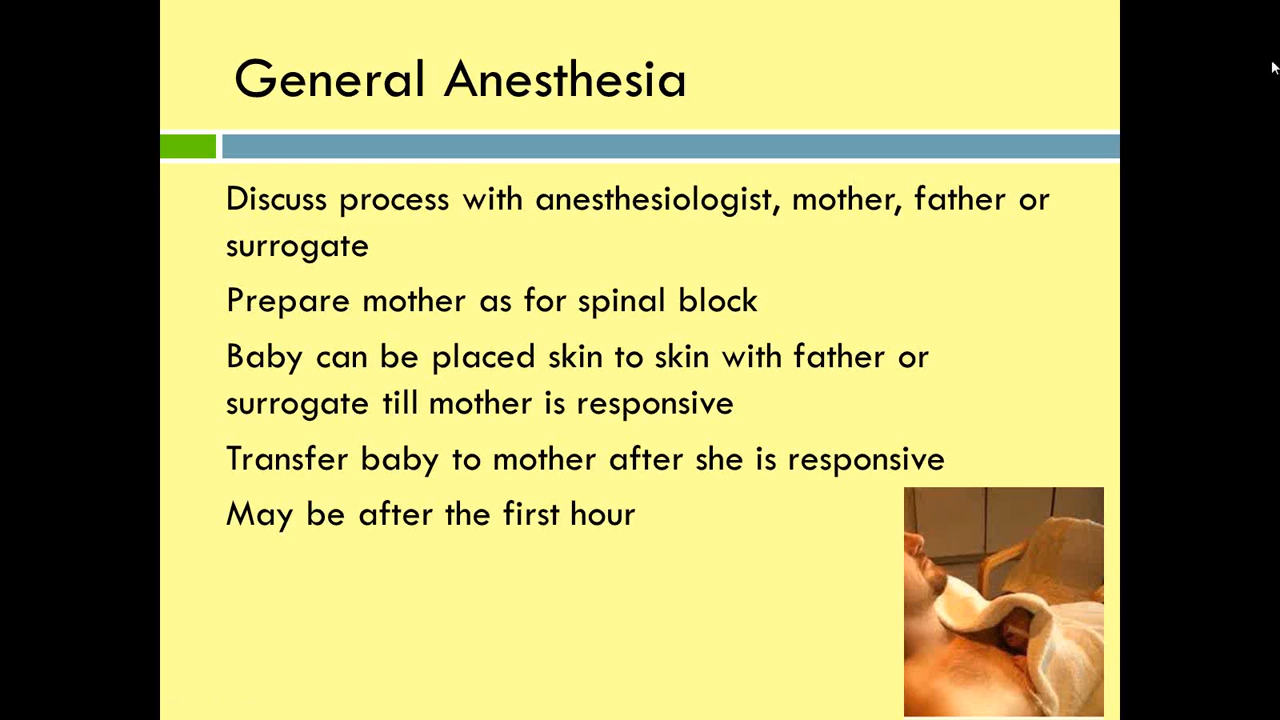 General Anesthesia
Discuss process with anesthesiologist, mother, father or
surrogate
Prepare mother as for spinal block
Baby can be placed skin to skin with father or
surrogate till mother is responsive
Transfer baby to mother after she is responsive
May be after the first hour